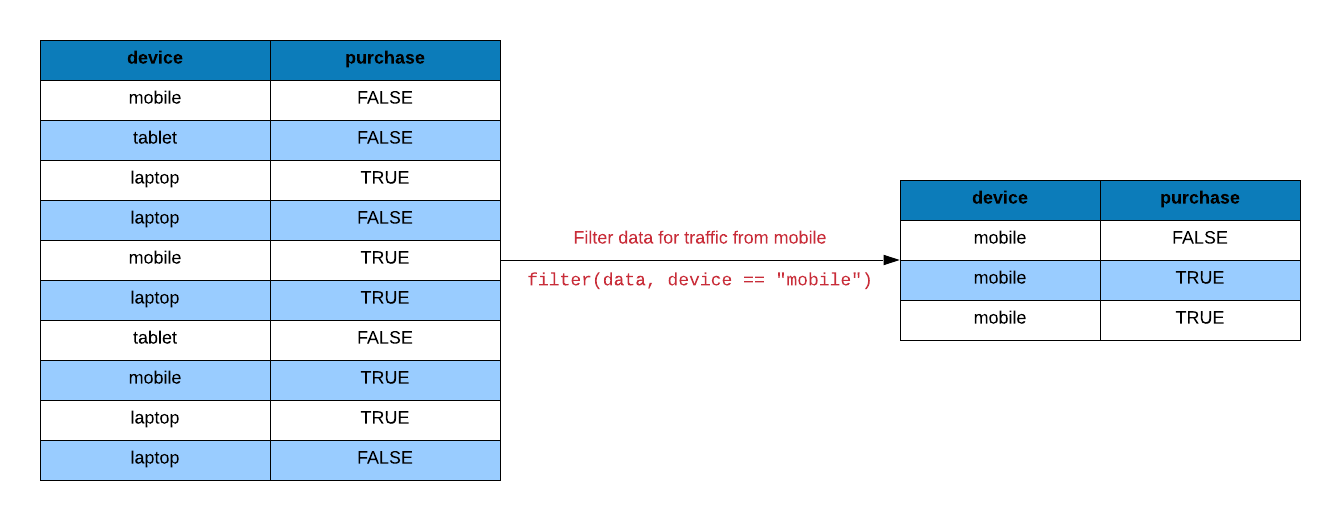 device purchase
mobile FALSE
tablet FALSE
laptop TRUE
laptop FALSE
mobile TRUE
laptop TRUE
tablet FALSE
mobile TRUE
laptop TRUE
laptop FALSE
Filter data for traffic from mobile
filter(data, device == "mobile")
device purchase
mobile FALSE
mobile TRUE
mobile TRUE